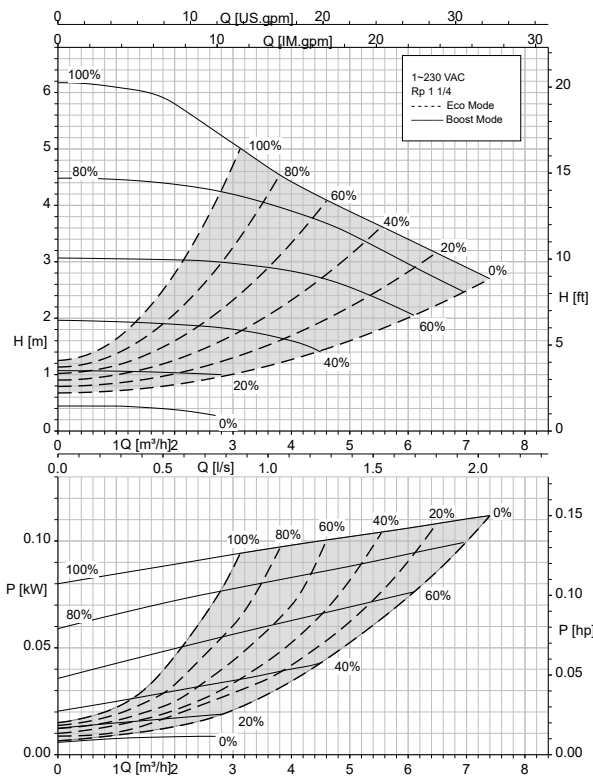 Q [US.gpm]
0 10 20 30
Q [IM.gpm]
0 10 20 30
1~230 VAC
Rp 1 1/4
Eco Mode
Boost Mode
100%
6
20
100%
5
80%
80%
15
4
60%
40%
20%
3
10
0%
H [m]
2
H [ft]
60%
5
40%
1
20%
0%
0
0
0 1 Q [m³/h] 2 3 4 5 6 7 8
0.0 0.5 Q [l/s] 1.0 1.5 2.0
0.15
0.10
100% 80% 60% 40% 20% 0%
100%
P [kW]
80%
0.10
60%
P [hp]
0.05
0.05
40%
20%
0%
0.00
0.00
0 1 Q [m³/h] 2 3 4 5 6 7 8